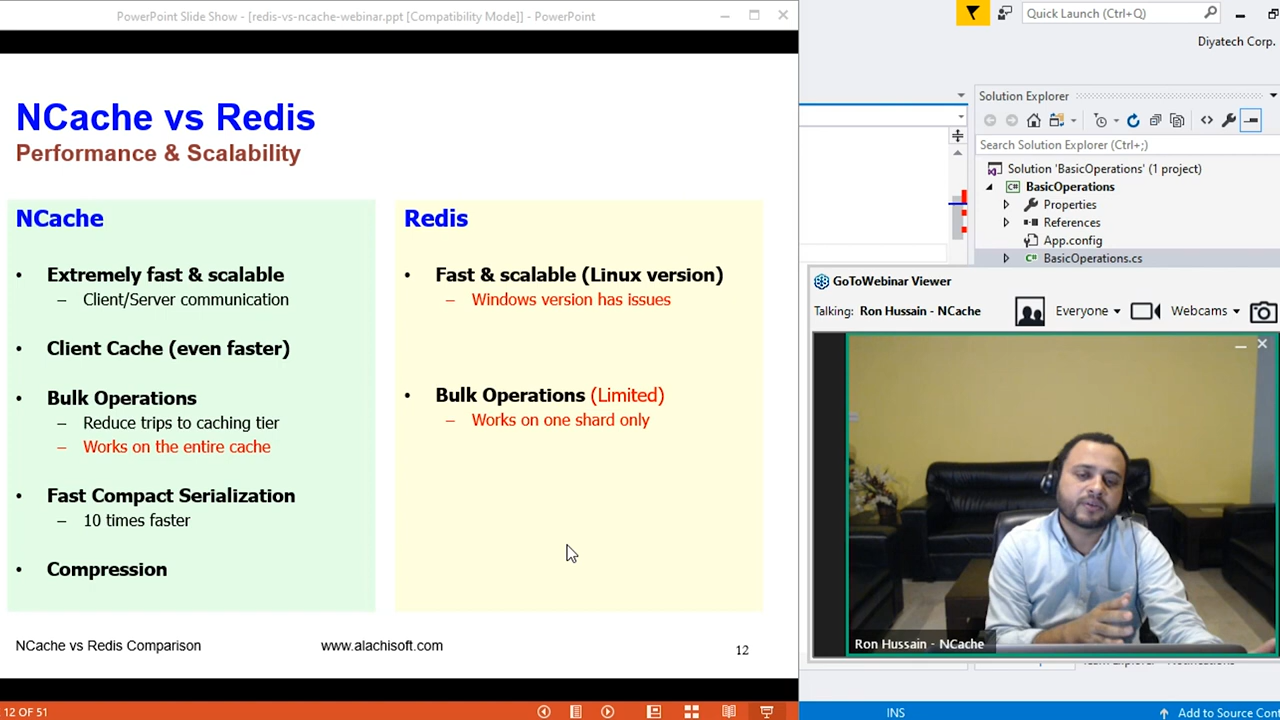 PowerPoint Slide Show - [redis-vs-ncache-webinar.ppt [Compatibility Mode]] - PowerPoint
Quick Launch (Ctrl+Q)
Diyatech Corp.
NCache vs Redis
Performance & Scalability
NCache
• Extremely fast & scalable
– Client/Server communication
• Client Cache (even faster)
• Bulk Operations
– Reduce trips to caching tier
– Works on the entire cache
• Fast Compact Serialization
– 10 times faster
• Compression
Redis
• Fast & scalable (Linux version)
– Windows version has issues
• Bulk Operations (Limited)
– Works on one shard only
NCache vs Redis Comparison
www.alachisoft.com
12
12 OF 51
Solution Explorer
Search Solution Explorer (Ctrl+;)
Solution 'BasicOperations' (1 project)
BasicOperations
Properties
References
App.config
BasicOperations.cs
GoToWebinar Viewer
Talking: Ron Hussain - NCache
Everyone
Webcams
Ron Hussain - NCache
INS
Add to Source Cont